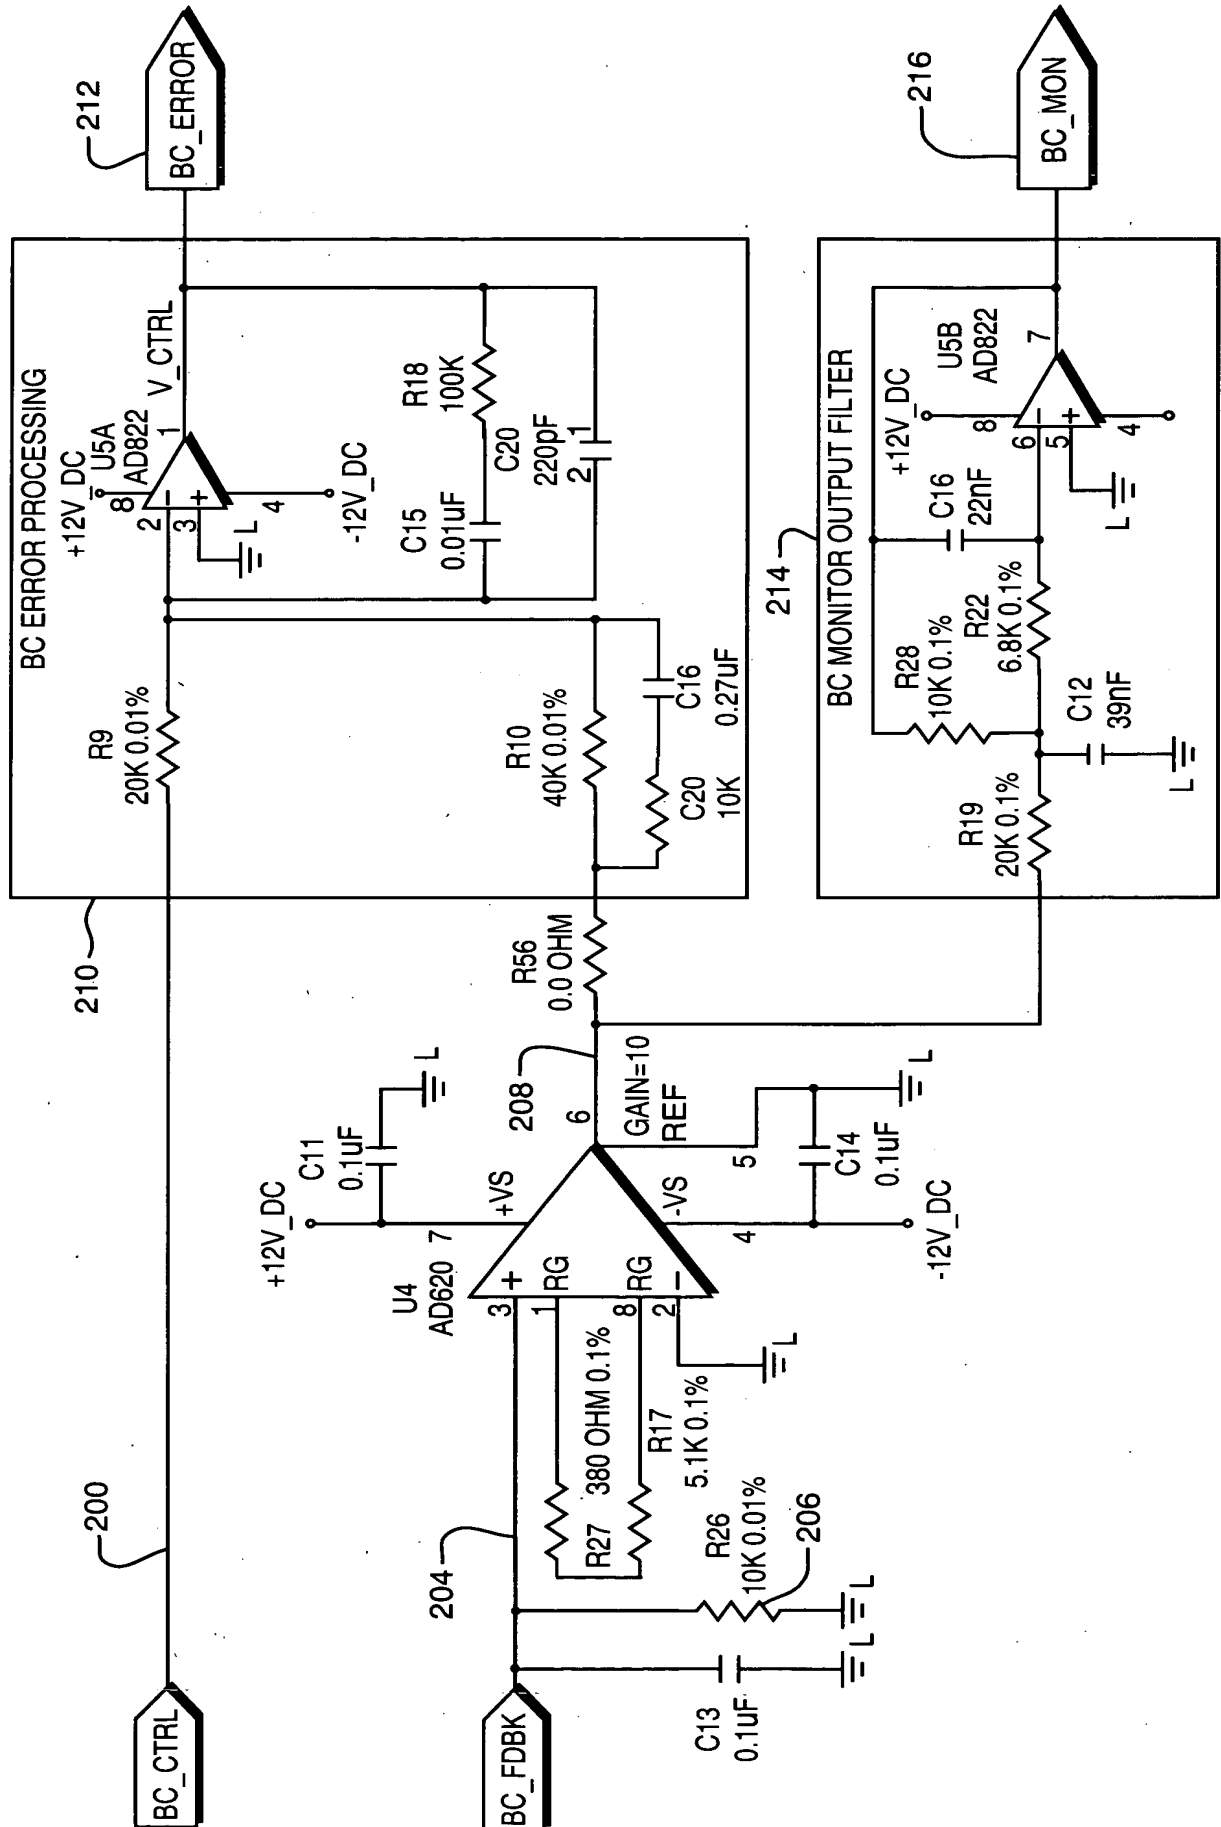 BC_CTRL
200
BC_FDBK
204
C13
0.1uF
L
R26
10K 0.01%
206
L
R27
380 OHM 0.1%
R17
5.1K 0.1%
U4
AD620
3
1
8
2
+
RG
RG
−
L
+12V_DC
7
+VS
C11
0.1uF
L
-VS
4
-12V_DC
C14
0.1uF
L
6
GAIN=10
REF
5
208
R56
0.0 OHM
210
BC ERROR PROCESSING
R9
20K 0.01%
R10
40K 0.01%
C20
10K
C16
0.27uF
+12V_DC
8
U5A
AD822
2
3
−
+
L
1
V_CTRL
4
-12V_DC
C15
0.01uF
R18
100K
C20
220pF
2
1
212
BC_ERROR
214
BC MONITOR OUTPUT FILTER
R19
20K 0.1%
C12
39nF
L
R28
10K 0.1%
R22
6.8K 0.1%
C16
22nF
+12V_DC
8
U5B
AD822
6
5
−
+
L
7
4
216
BC_MON